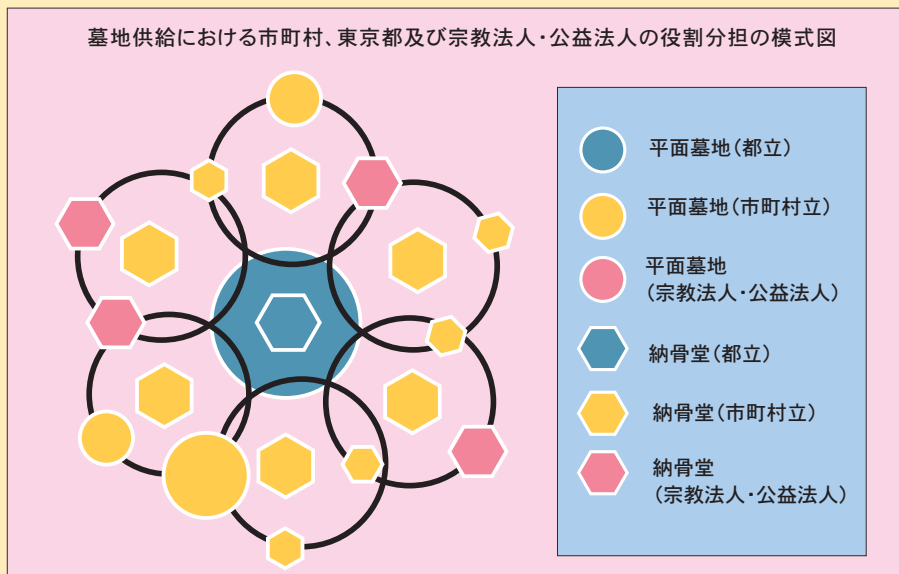 墓地供給における市町村、東京都及び宗教法人・公益法人の役割分担の模式図
平面墓地(都立)
平面墓地(市町村立)
平面墓地
(宗教法人・公益法人)
納骨堂(都立)
納骨堂(市町村立)
納骨堂
(宗教法人・公益法人)